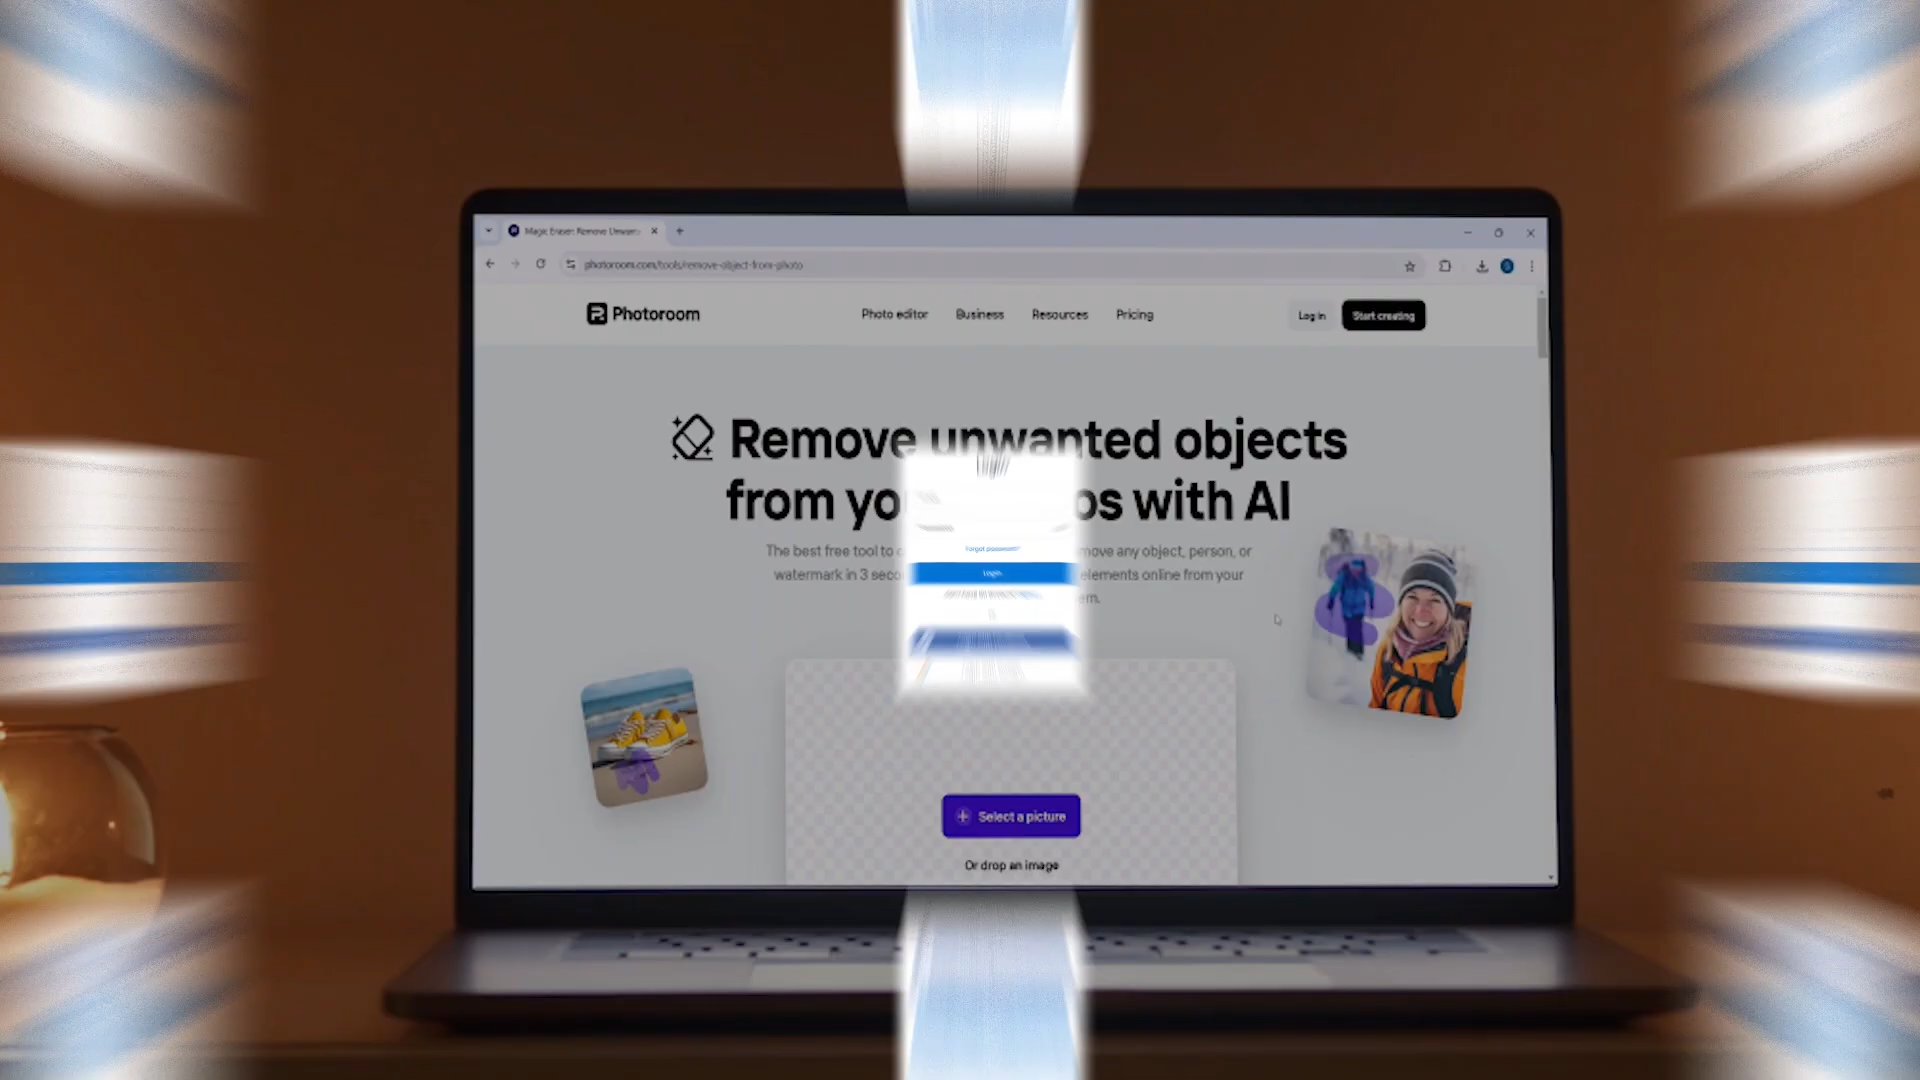 Magic Eraser: Remove Unwan
photoroom.com/tools/remove-object-from-photo
Photoroom
Photo editor Business Resources Pricing Log in Start creating
Remove unwanted objects
from yo os with AI
The best free tool to move any object, person, or
watermark in 3 seco elements online from your
em.
Forgot password?
Login
Select a picture
Or drop an image